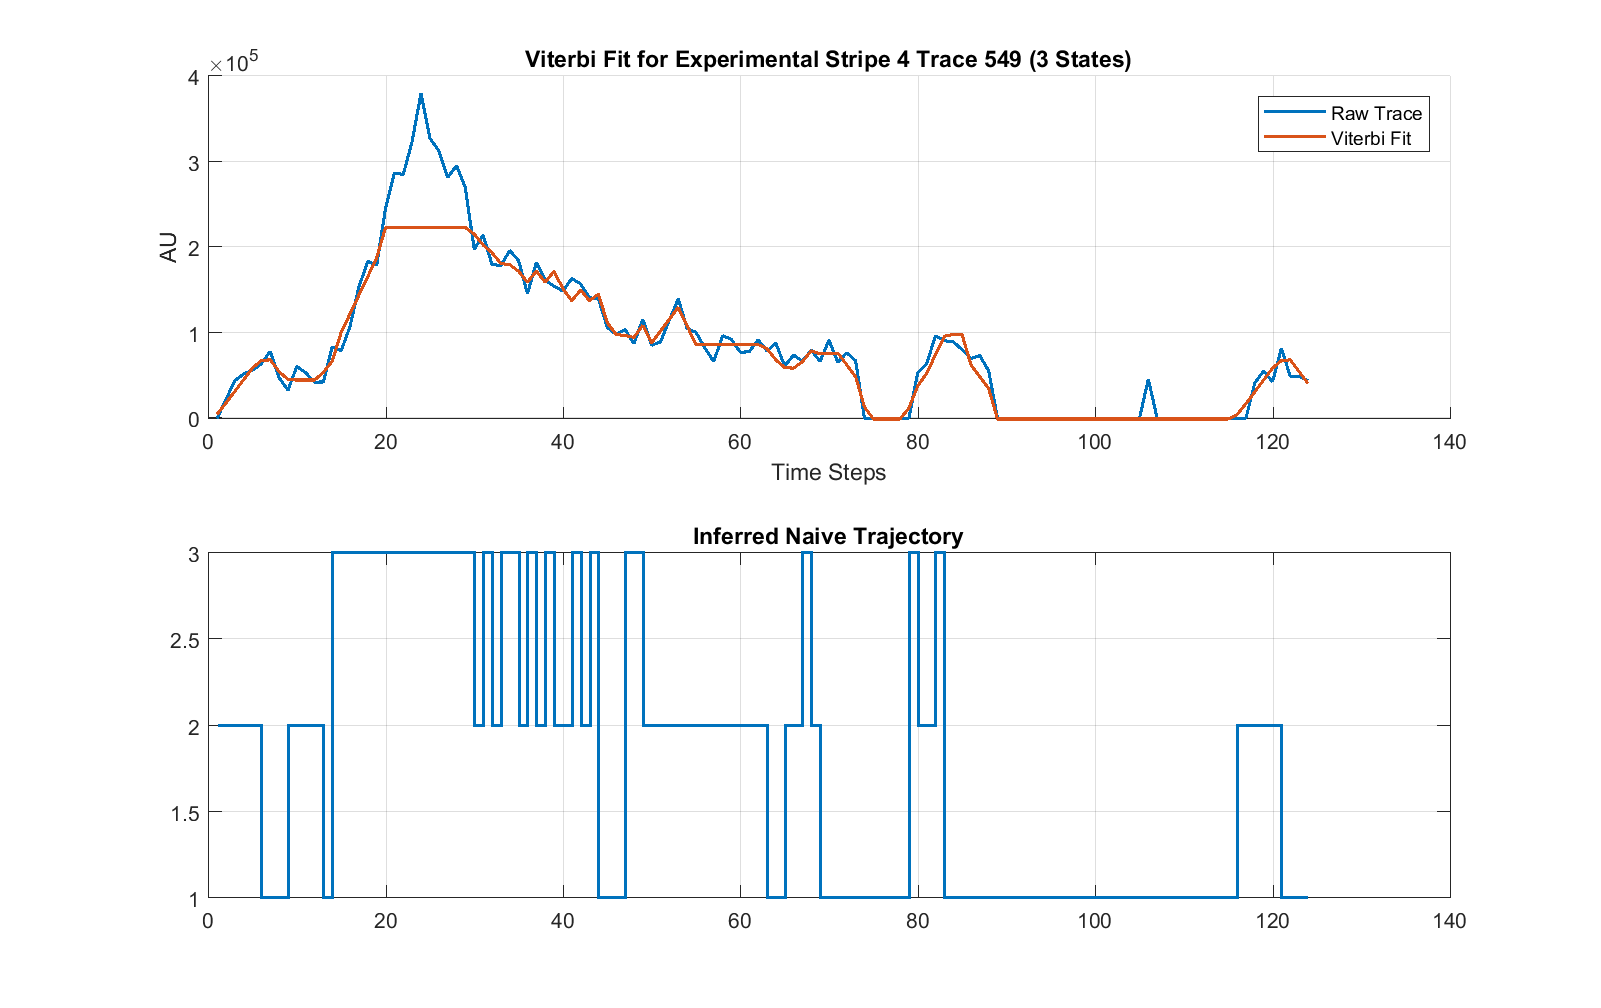 Viterbi Fit for Experimental Stripe 4 Trace 549 (3 States)
×10⁵
4
3
2
1
0
AU
Raw Trace
Viterbi Fit
0 20 40 60 80 100 120 140
Time Steps
Inferred Naive Trajectory
3
2.5
2
1.5
1
0 20 40 60 80 100 120 140